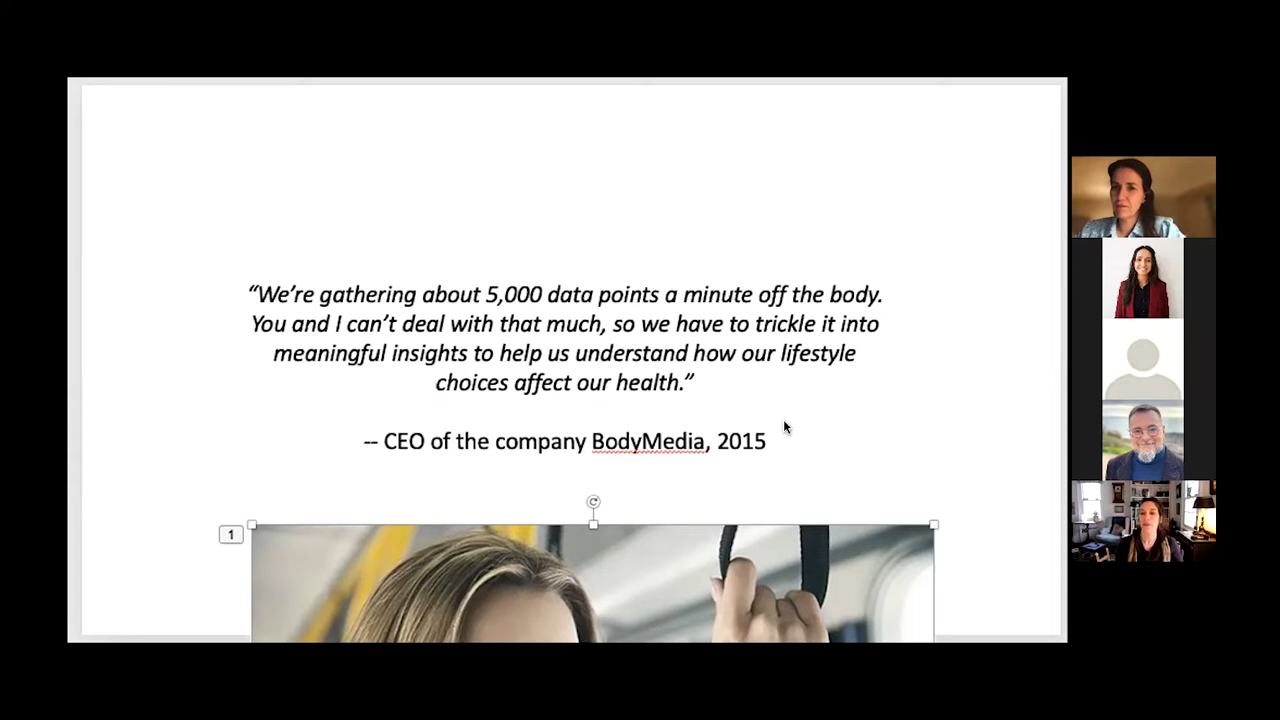 “We’re gathering about 5,000 data points a minute off the body.
You and I can’t deal with that much, so we have to trickle it into
meaningful insights to help us understand how our lifestyle
choices affect our health.”
-- CEO of the company BodyMedia, 2015
1